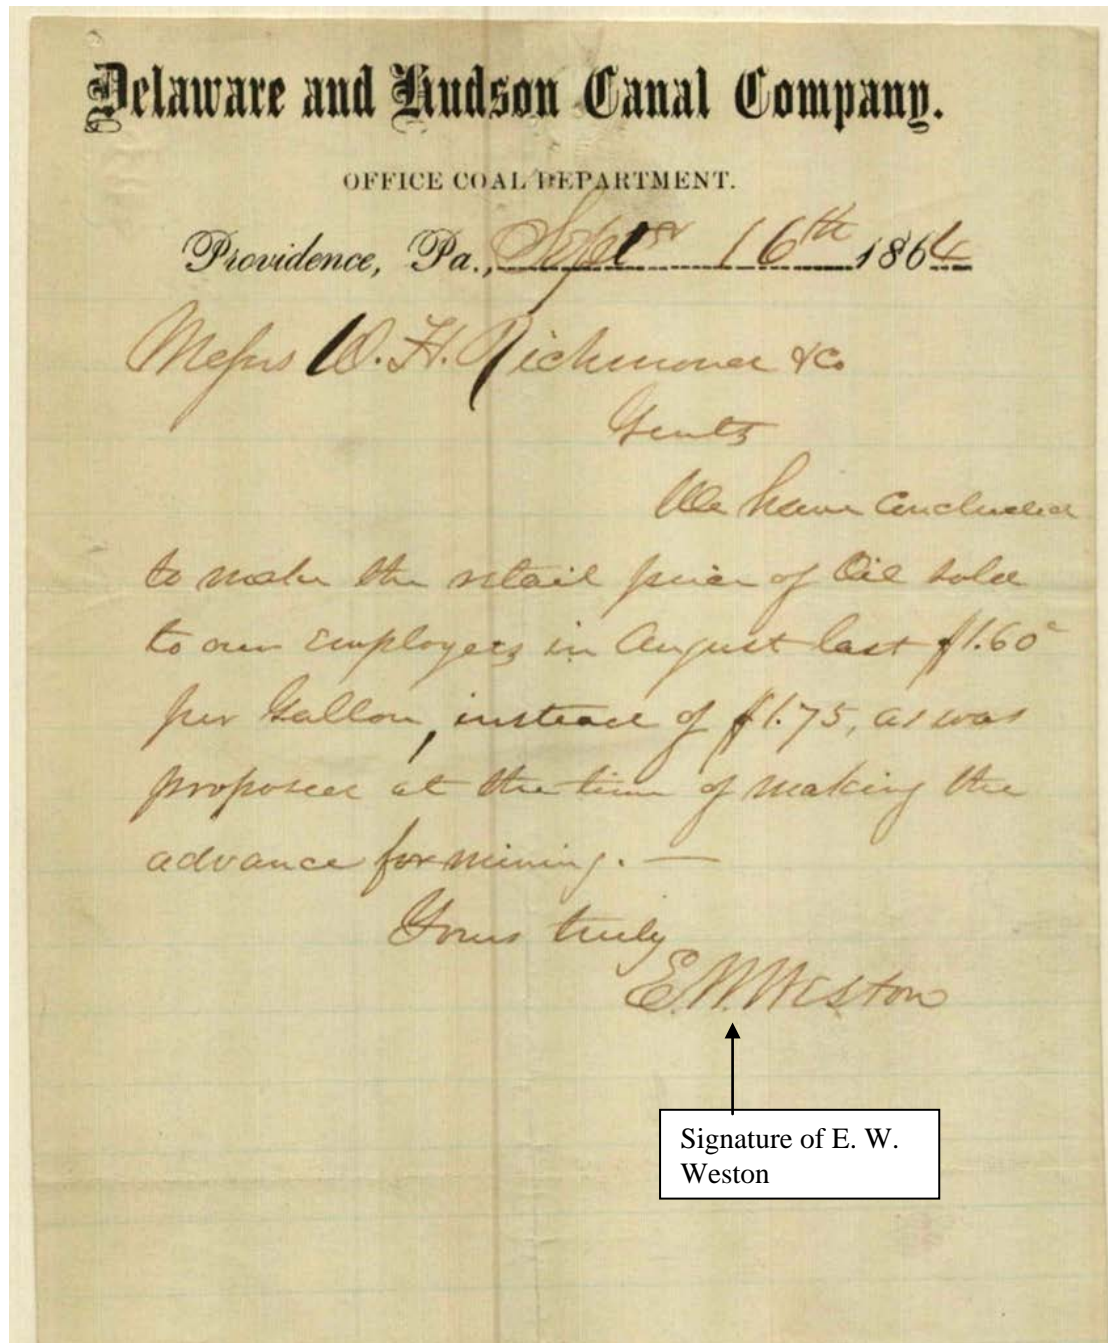 Delaware and Hudson Canal Company.
OFFICE COAL DEPARTMENT.
Providence, Pa., Septr 16th 1864
Messrs W. H. Richmond & Co
Gents
We have concluded
to make the retail price of Oil sold
to our Employees in August last $1.60c
per Gallon, instead of $1.75, as was
proposed at the time of making the
advance for mining. —
Yours truly
E. W. Weston
Signature of E. W.
Weston